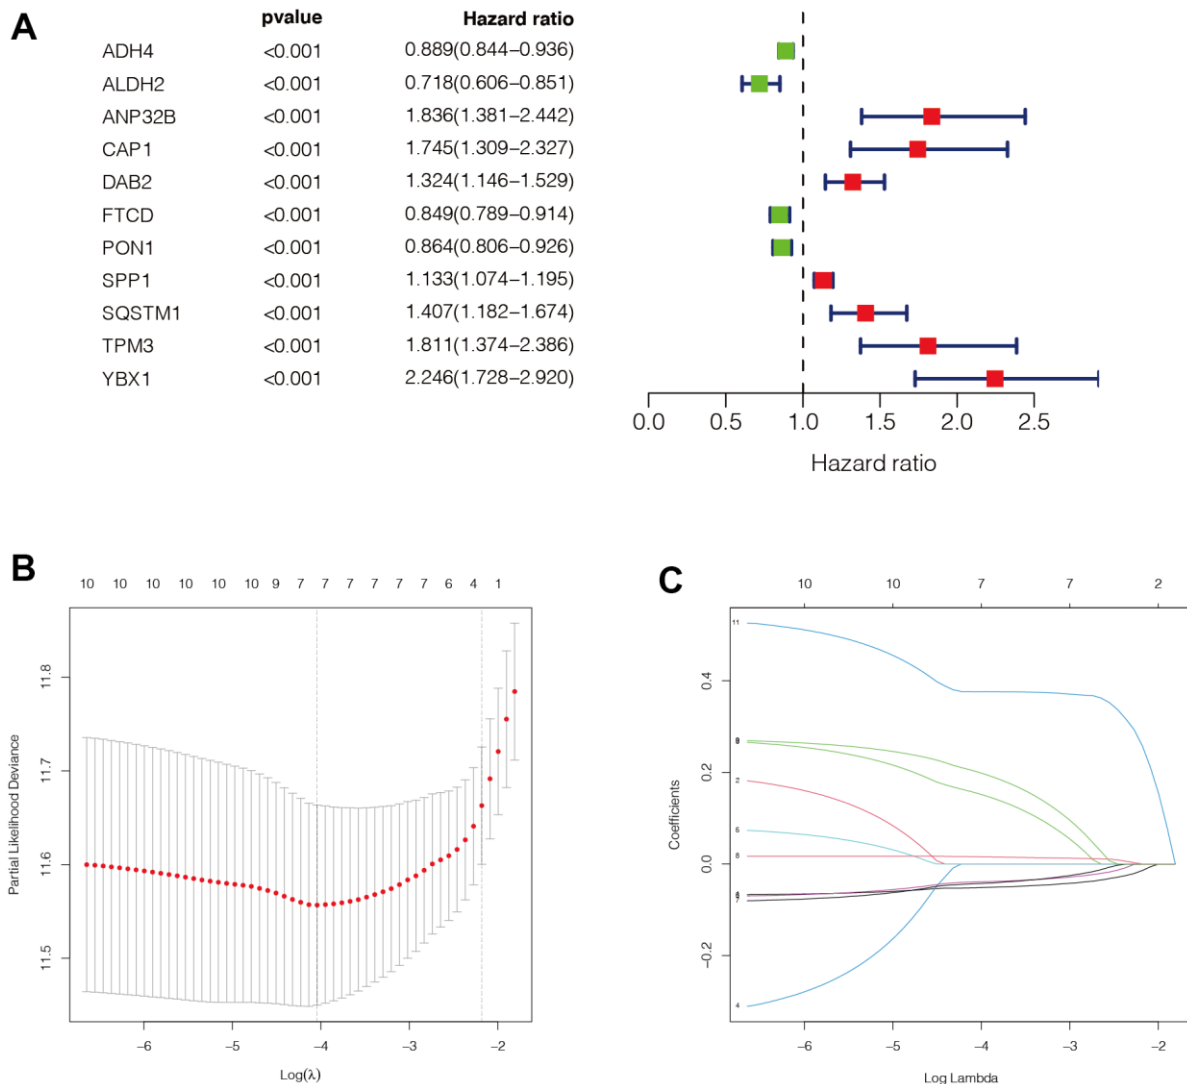 A
pvalue Hazard ratio
ADH4 <0.001 0.889(0.844–0.936)
ALDH2 <0.001 0.718(0.606–0.851)
ANP32B <0.001 1.836(1.381–2.442)
CAP1 <0.001 1.745(1.309–2.327)
DAB2 <0.001 1.324(1.146–1.529)
FTCD <0.001 0.849(0.789–0.914)
PON1 <0.001 0.864(0.806–0.926)
SPP1 <0.001 1.133(1.074–1.195)
SQSTM1 <0.001 1.407(1.182–1.674)
TPM3 <0.001 1.811(1.374–2.386)
YBX1 <0.001 2.246(1.728–2.920)
0.0 0.5 1.0 1.5 2.0 2.5
Hazard ratio
B
10 10 10 10 10 10 9 7 7 7 7 7 7 6 4 1
Partial Likelihood Deviance
11.8
11.7
11.6
11.5
−6 −5 −4 −3 −2
Log(λ)
C
10 10 7 7 2
Coefficients
0.4
0.2
0.0
−0.2
11
2
8
7
4
−6 −5 −4 −3 −2
Log Lambda